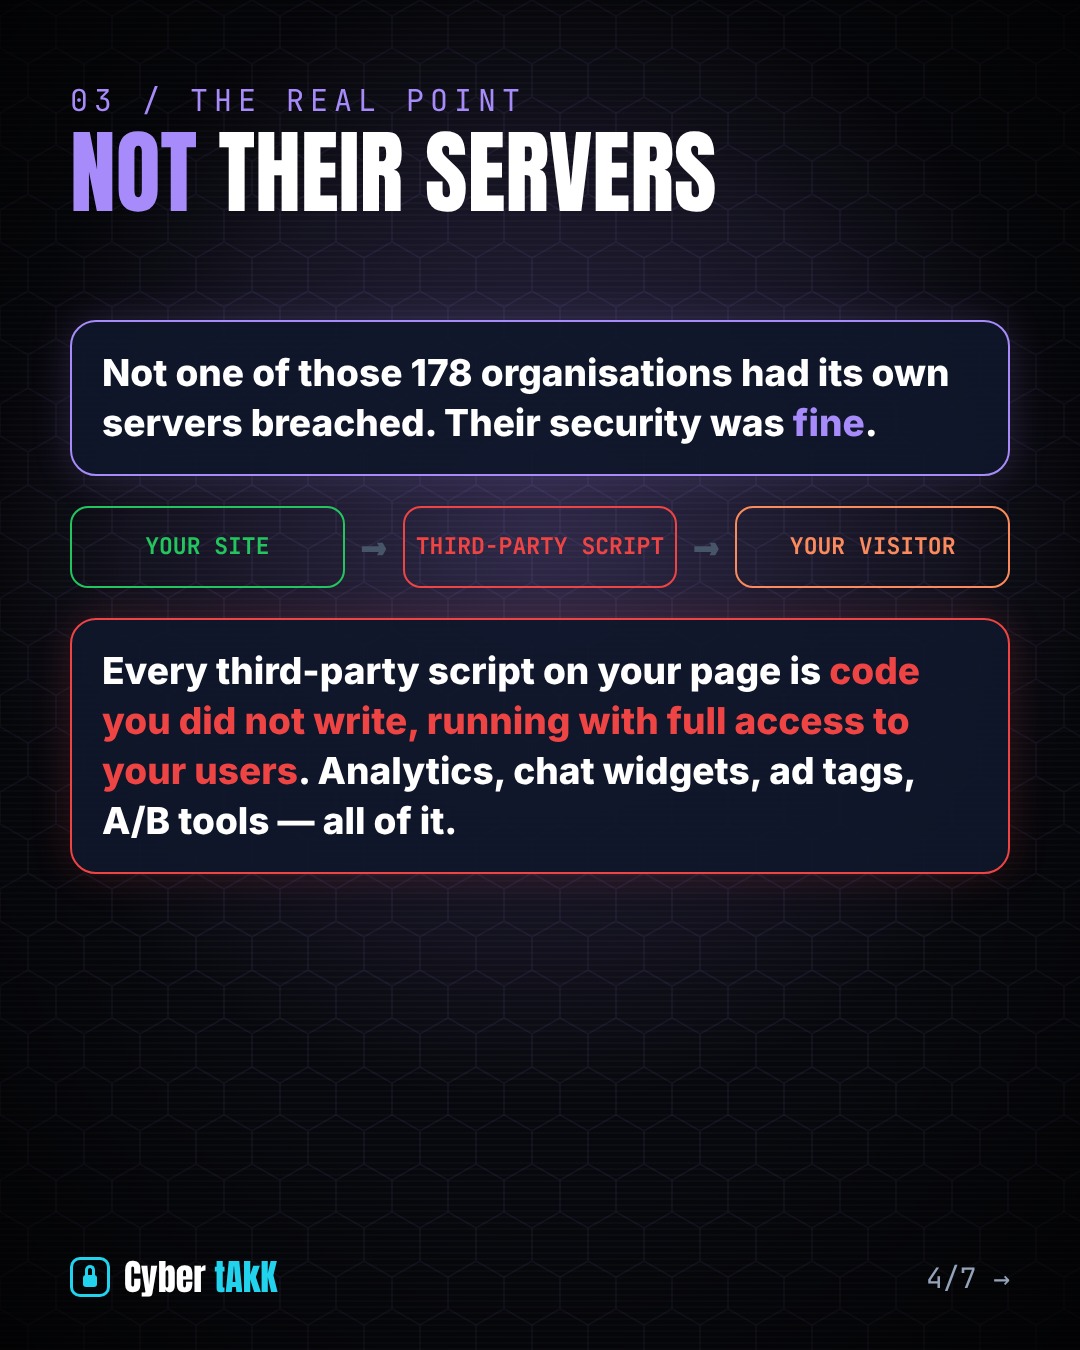 03 / THE REAL POINT
NOT THEIR SERVERS
Not one of those 178 organisations had its own
servers breached. Their security was fine.
YOUR SITE → THIRD-PARTY SCRIPT → YOUR VISITOR
Every third-party script on your page is code
you did not write, running with full access to
your users. Analytics, chat widgets, ad tags,
A/B tools — all of it.
Cyber tAkK
4/7 →